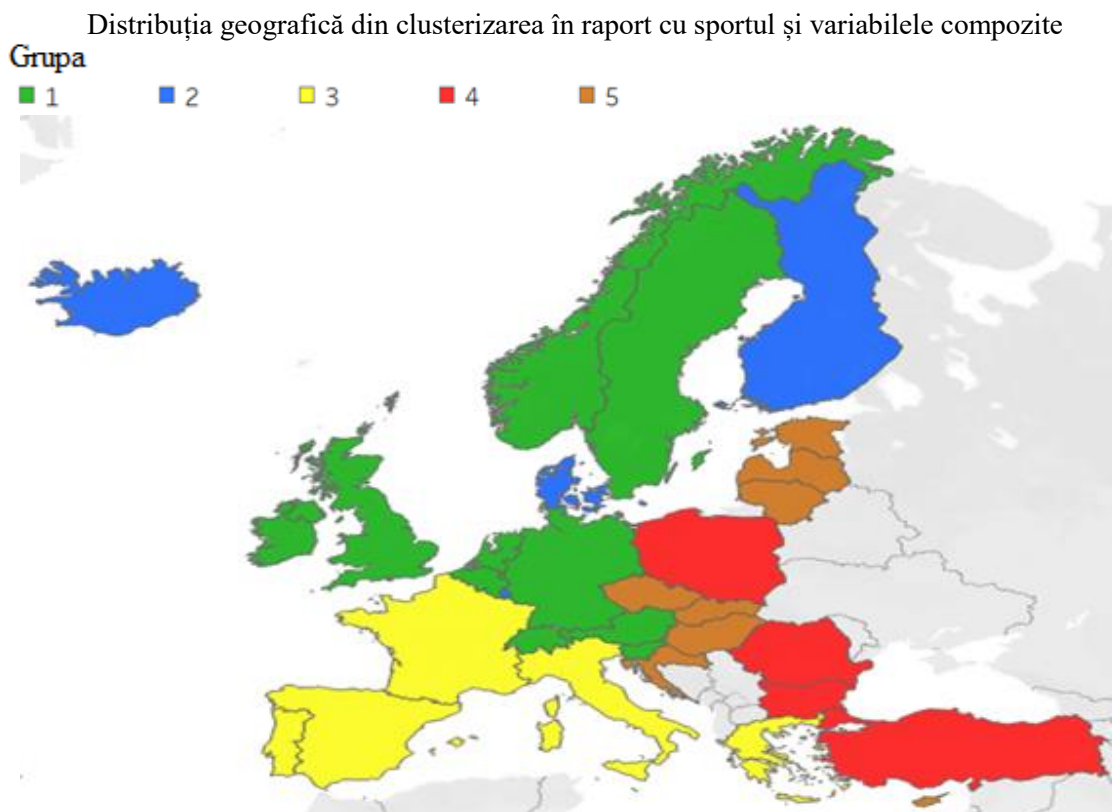 Distribuția geografică din clusterizarea în raport cu sportul și variabilele compozite
Grupa
1 2 3 4 5